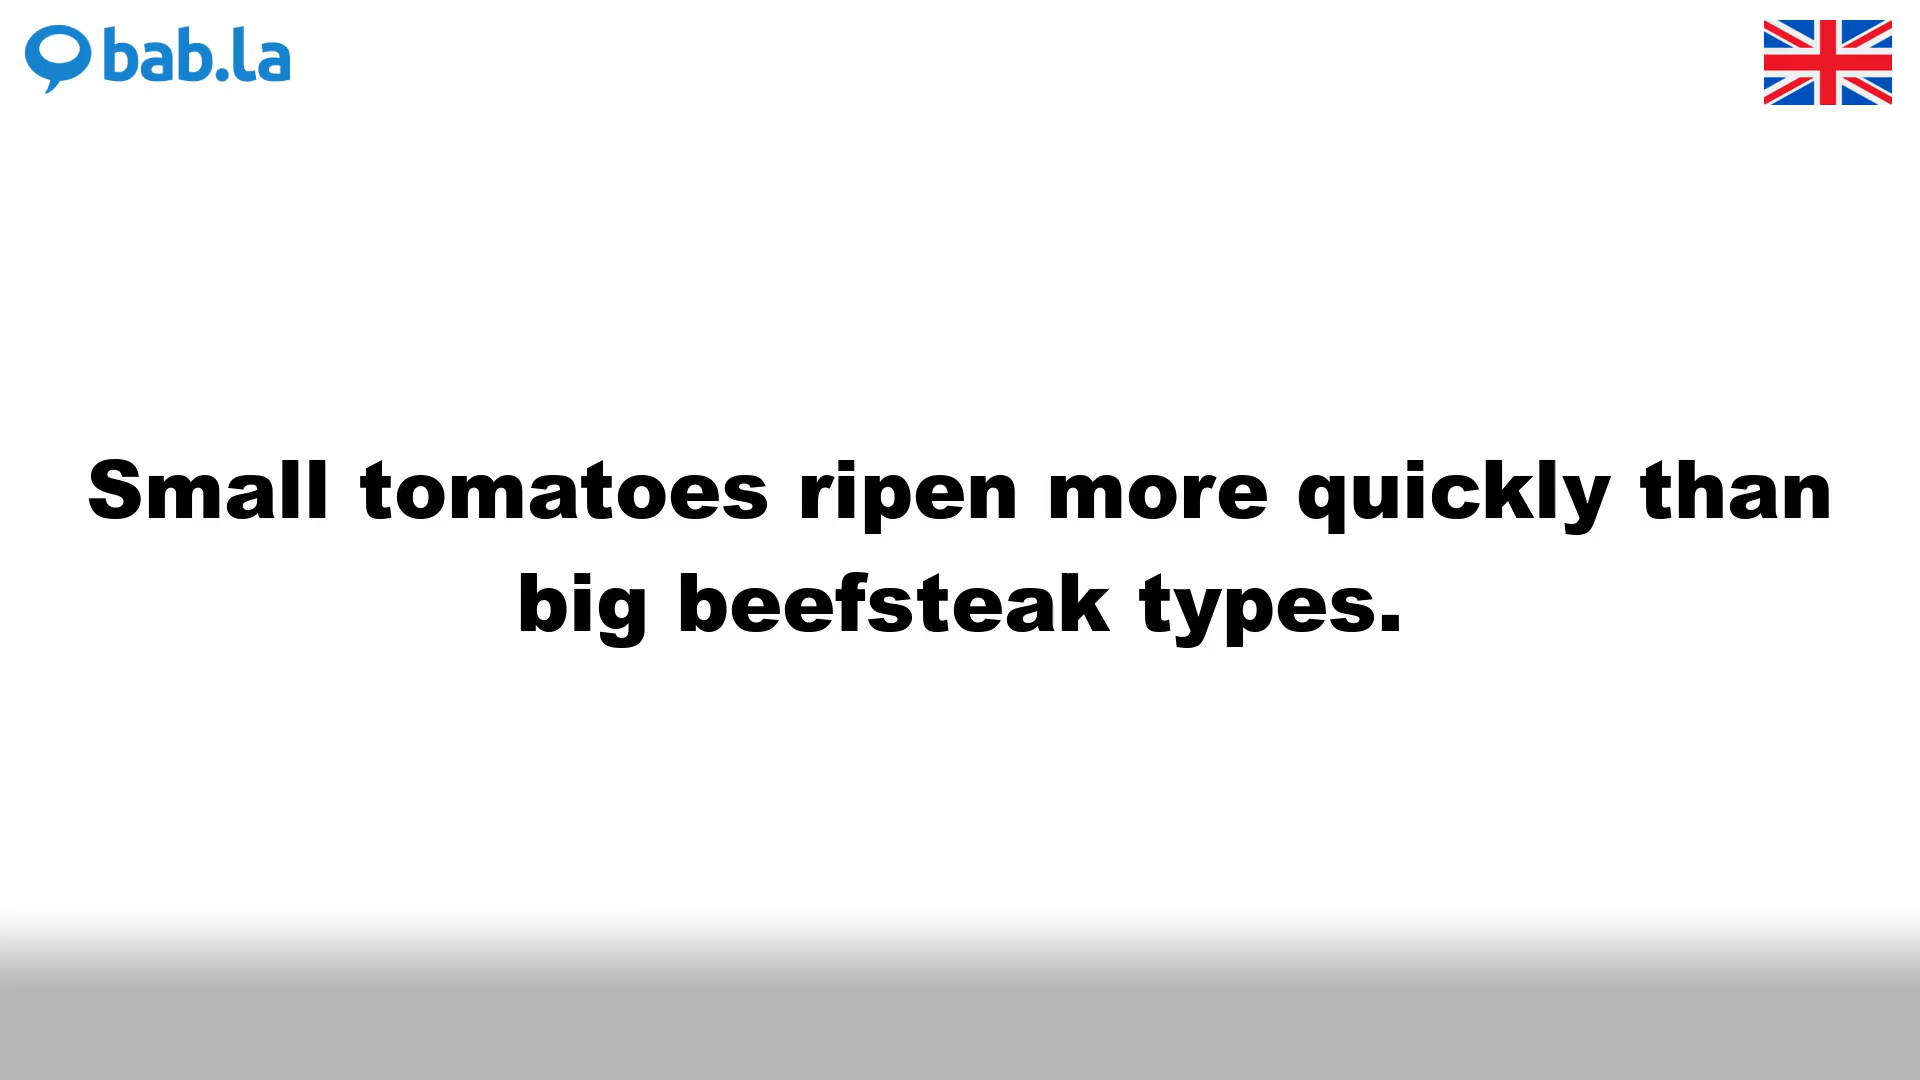 bab.la
Small tomatoes ripen more quickly than
big beefsteak types.